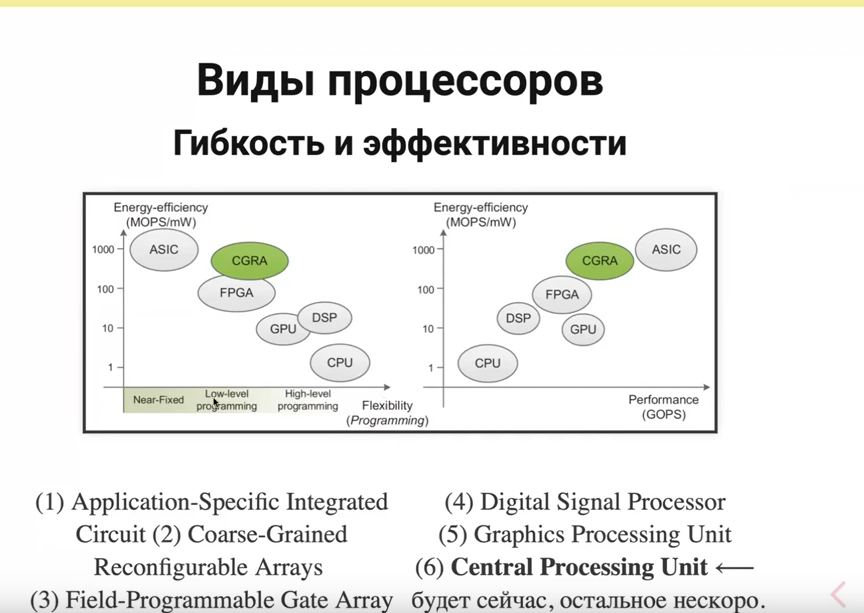 Виды процессоров
Гибкость и эффективности
Energy-efficiency
(MOPS/mW)
1000
100
10
1
ASIC
CGRA
FPGA
GPU
DSP
CPU
Near-Fixed
Low-level
programming
High-level
programming
Flexibility
(Programming)
Energy-efficiency
(MOPS/mW)
1000
100
10
1
ASIC
CGRA
FPGA
DSP
GPU
CPU
Performance
(GOPS)
(1) Application-Specific Integrated
Circuit (2) Coarse-Grained
Reconfigurable Arrays
(3) Field-Programmable Gate Array
(4) Digital Signal Processor
(5) Graphics Processing Unit
(6) Central Processing Unit ⟵
будет сейчас, остальное нескоро.